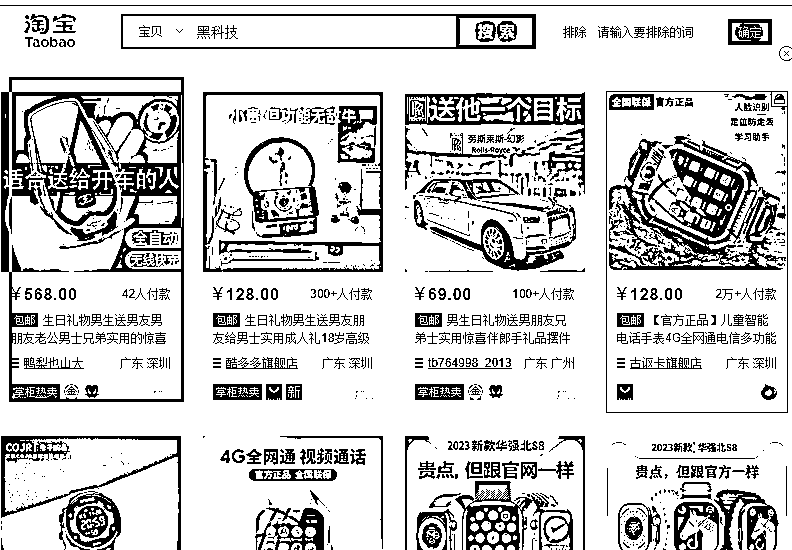 淘宝
Taobao
宝贝
黑科技
搜索
排除
请输入要排除的词
确定
适合送给开车的人
全自动
无线快充
¥568.00 42人付款
包邮 生日礼物男生送男友男
朋友老公男士兄弟实用的惊喜
鸭梨也山大 广东 深圳
掌柜热卖 金
小屏·但功能无敌牛
¥128.00 300+人付款
包邮 生日礼物男生送男朋
友给男士实用成人礼18岁高级
酷多多旗舰店 广东 深圳
掌柜热卖 新
送他一个目标
劳斯莱斯·幻影
Rolls-Royce
¥69.00 100+人付款
包邮 男生日礼物送男朋友兄
弟士实用惊喜伴郎手礼品摆件
tb764998_2013 广东 广州
掌柜热卖 金
全国联保 官方正品
人脸识别
定位防走丢
学习助手
¥128.00 2万+人付款
包邮 【官方正品】儿童智能
电话手表4G全网通电信多功能
古讴卡旗舰店 广东 深圳
4G全网通 视频通话
官方正品 全国联保
2023新款华强北S8
贵点，但跟官网一样
2023新款华强北S8
贵点，但跟官方一样